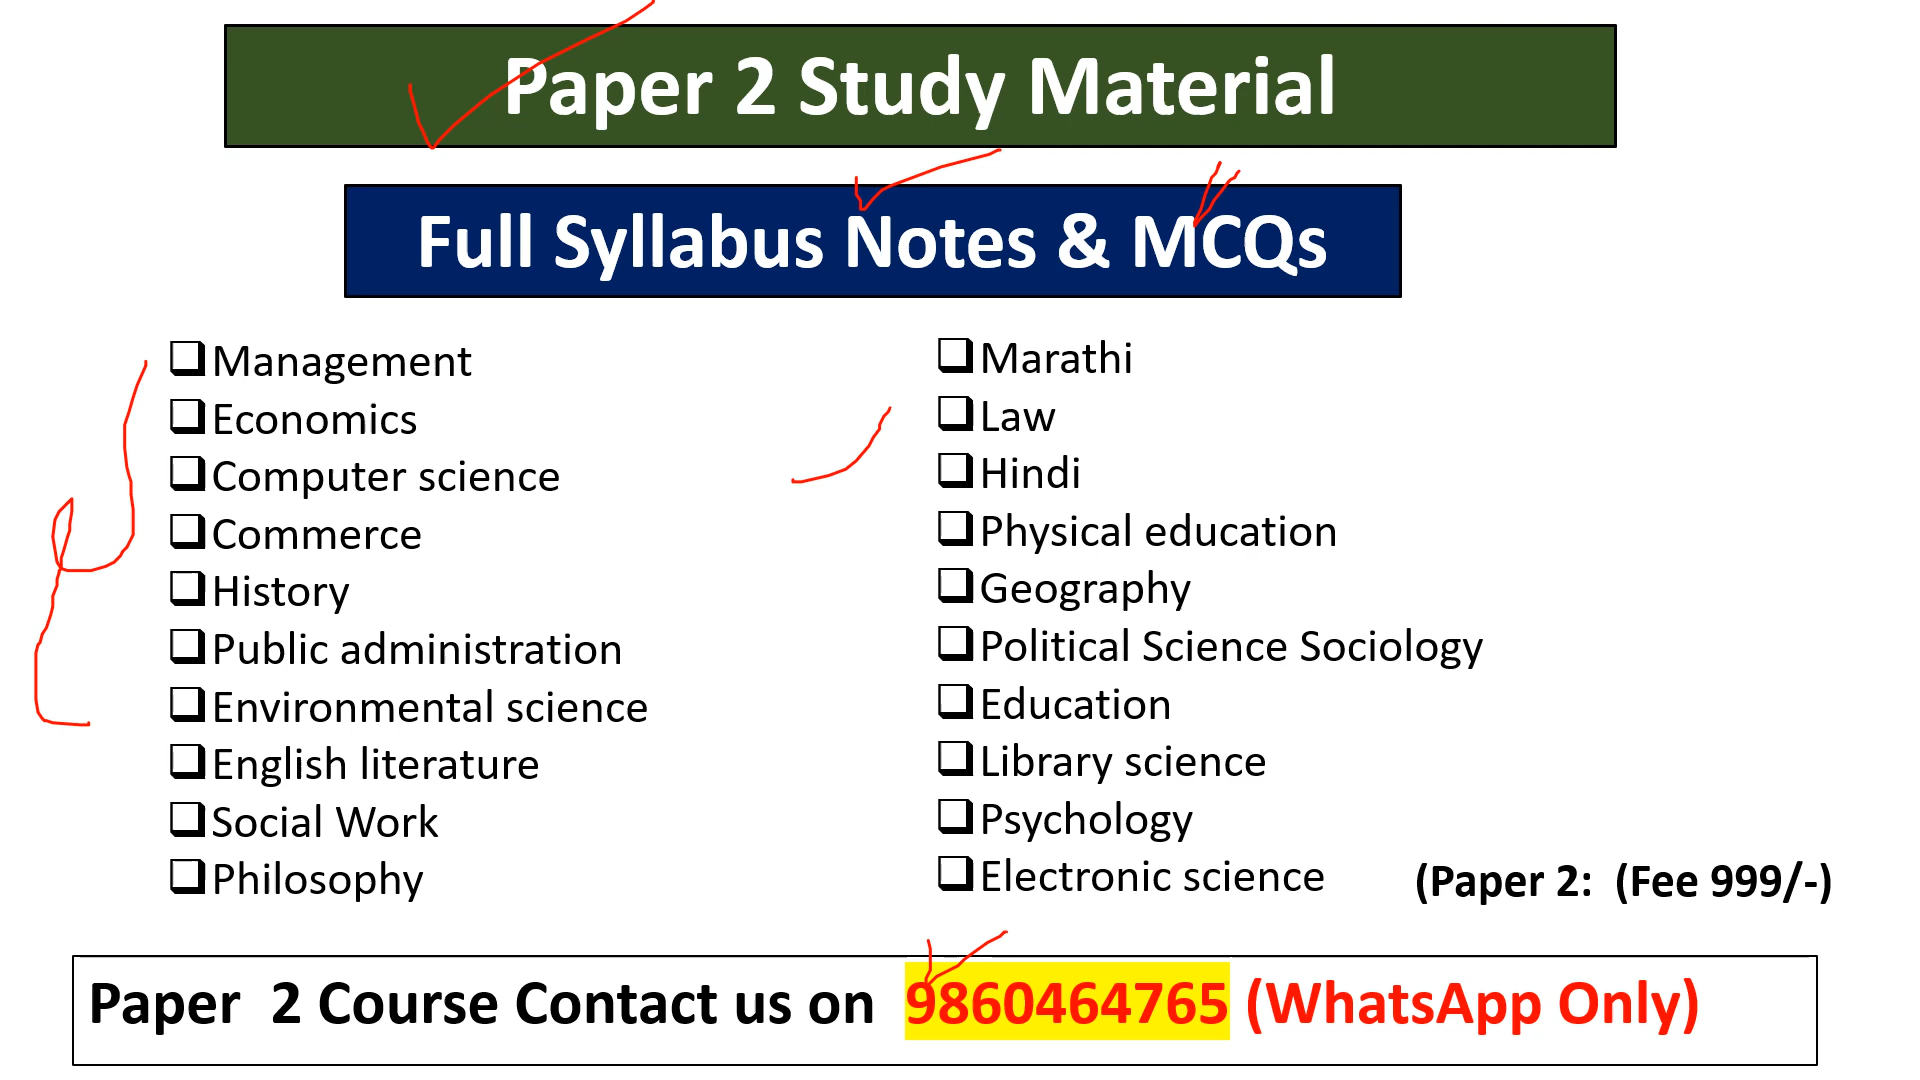 Paper 2 Study Material
Full Syllabus Notes & MCQs
Management
Economics
Computer science
Commerce
History
Public administration
Environmental science
English literature
Social Work
Philosophy
Marathi
Law
Hindi
Physical education
Geography
Political Science Sociology
Education
Library science
Psychology
Electronic science
(Paper 2: (Fee 999/-)
Paper 2 Course Contact us on 9860464765 (WhatsApp Only)